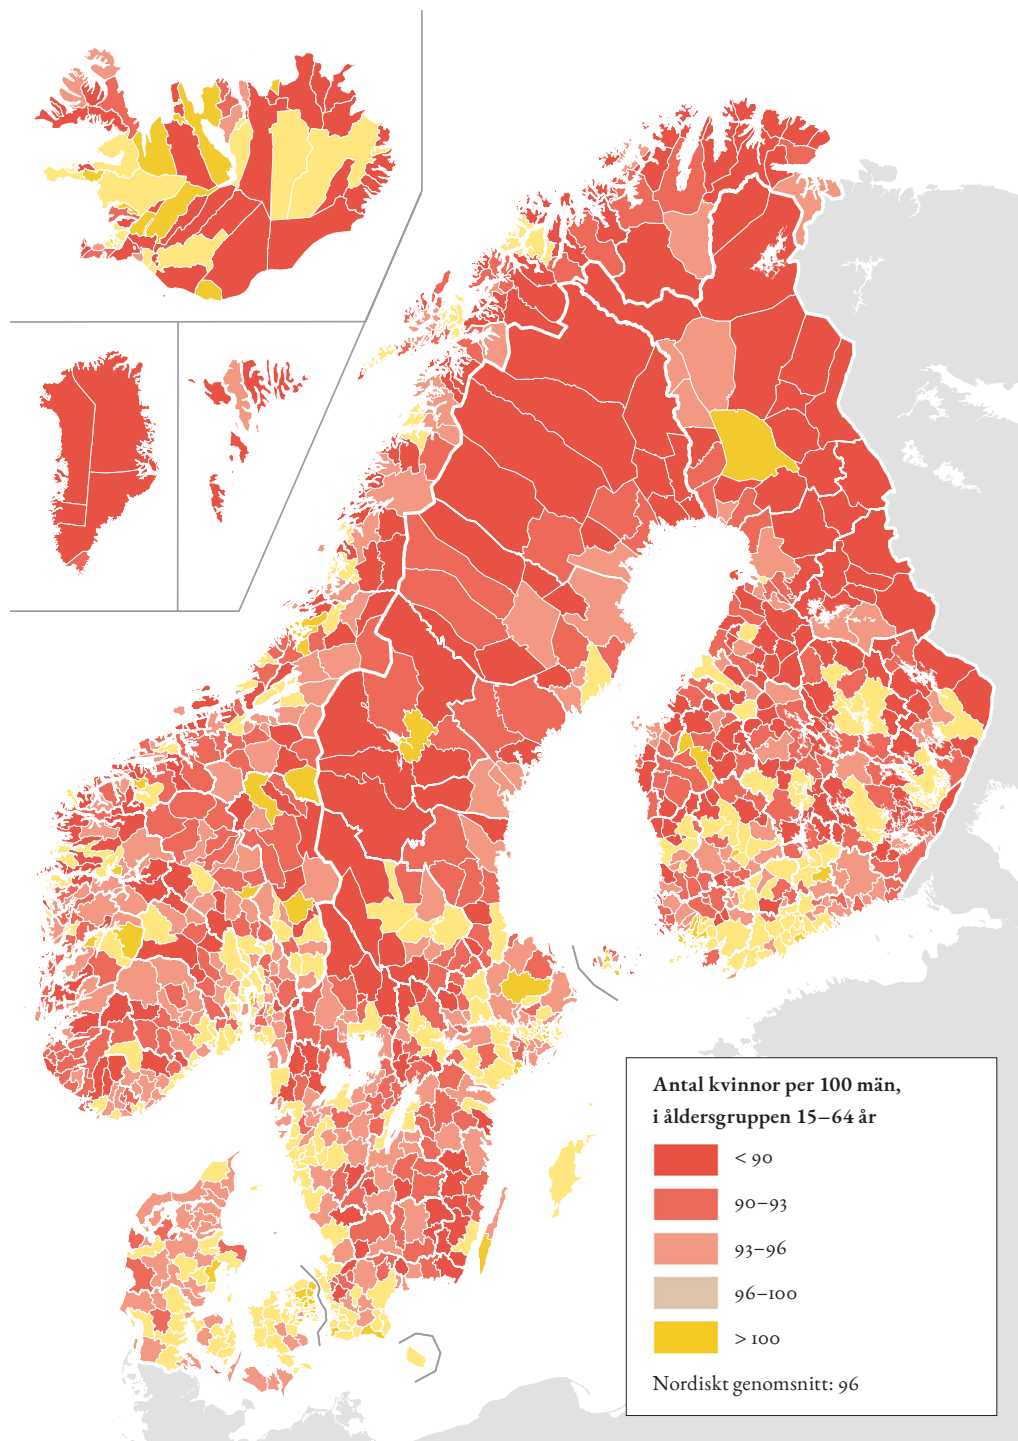 Antal kvinnor per 100 män,
i åldersgruppen 15–64 år
< 90
90–93
93–96
96–100
> 100
Nordiskt genomsnitt: 96